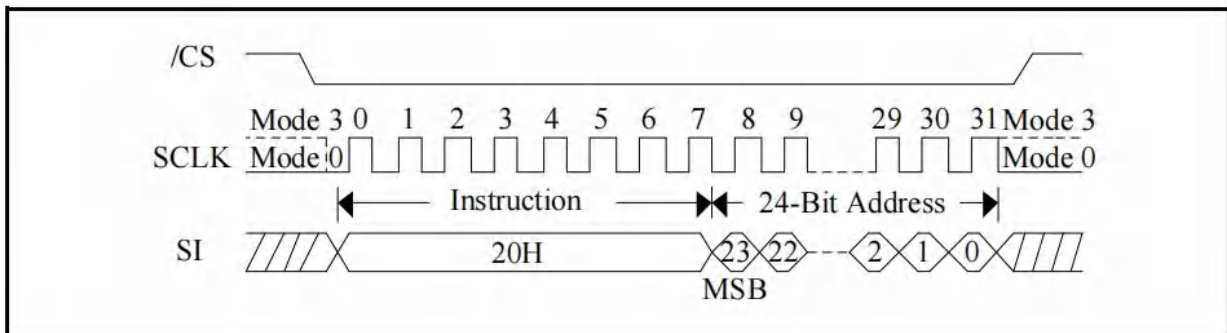 /CS
Mode 3 0 1 2 3 4 5 6 7 8 9 29 30 31 Mode 3
SCLK Mode 0 Mode 0
Instruction 24-Bit Address
SI 20H 23 22 2 1 0
MSB